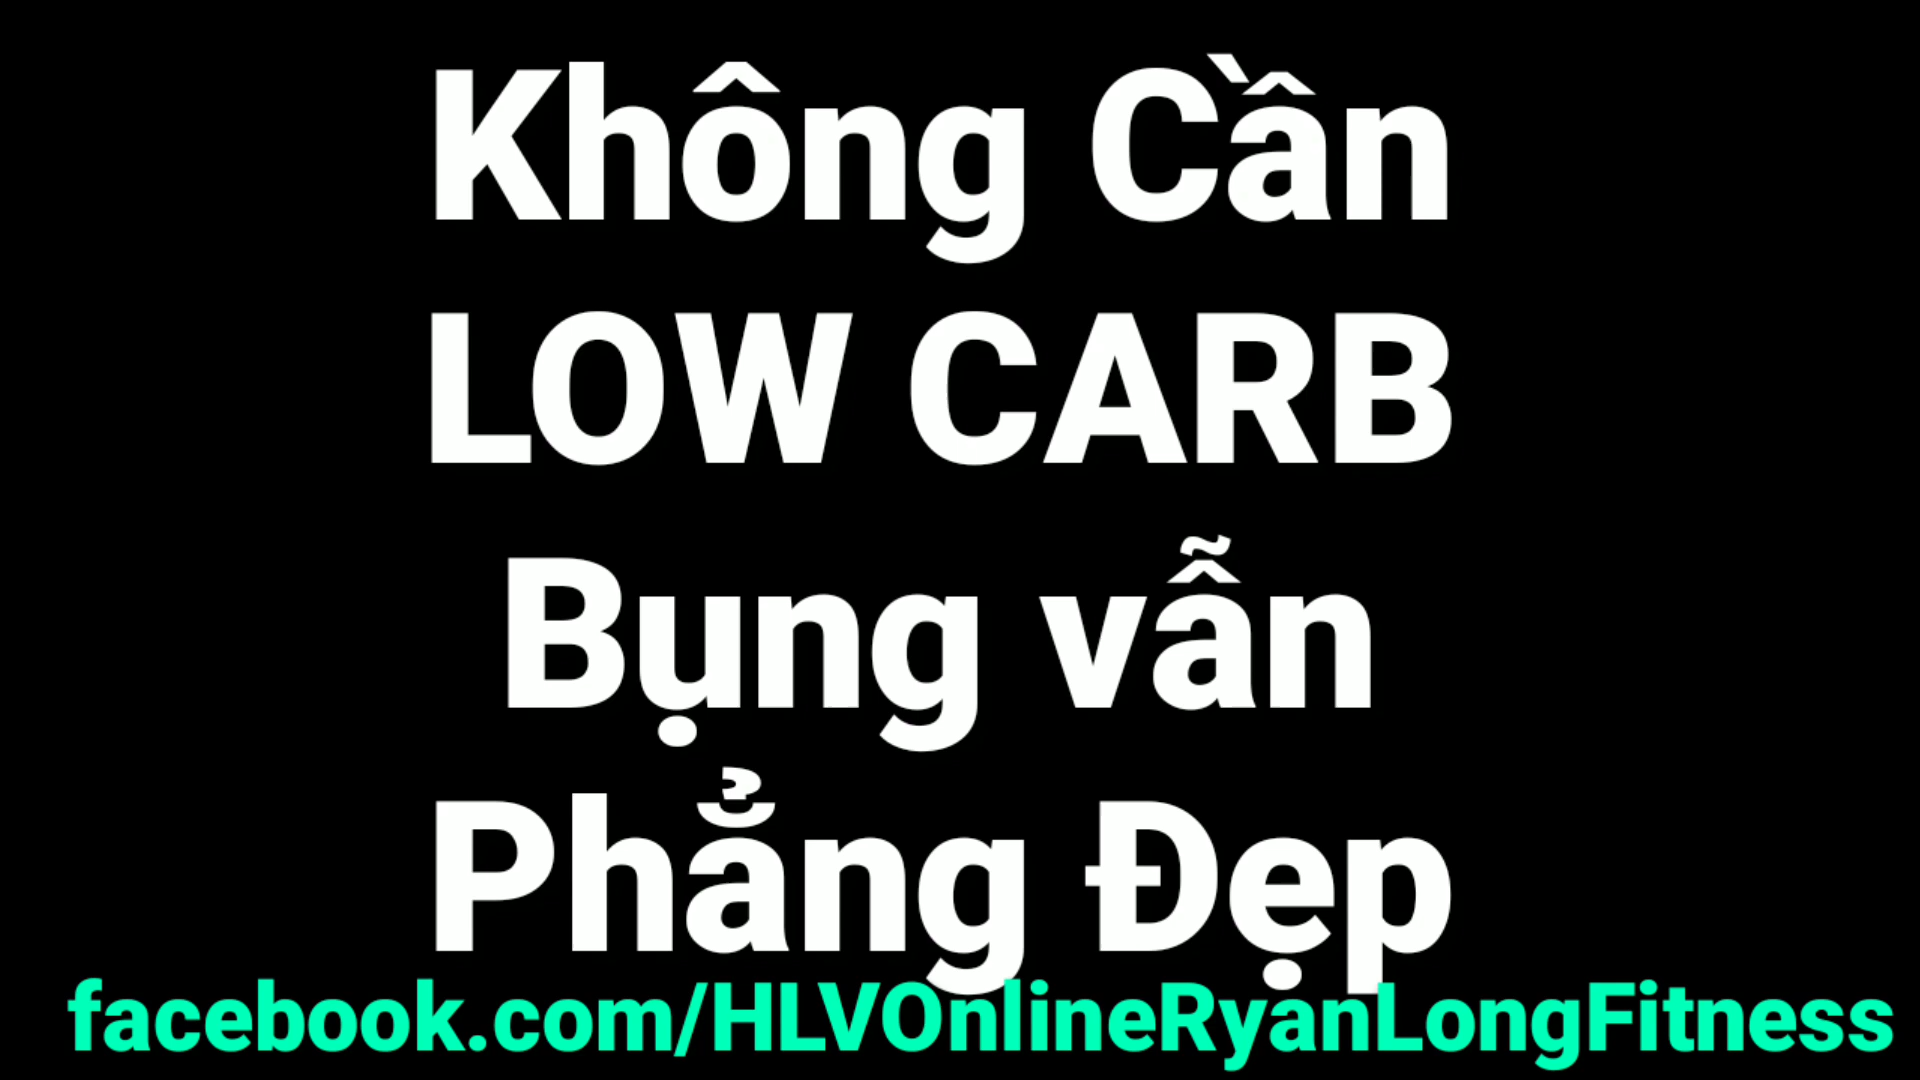 Không Cần
LOW CARB
Bụng vẫn
Phẳng Đẹp
facebook.com/HLVOnlineRyanLongFitness